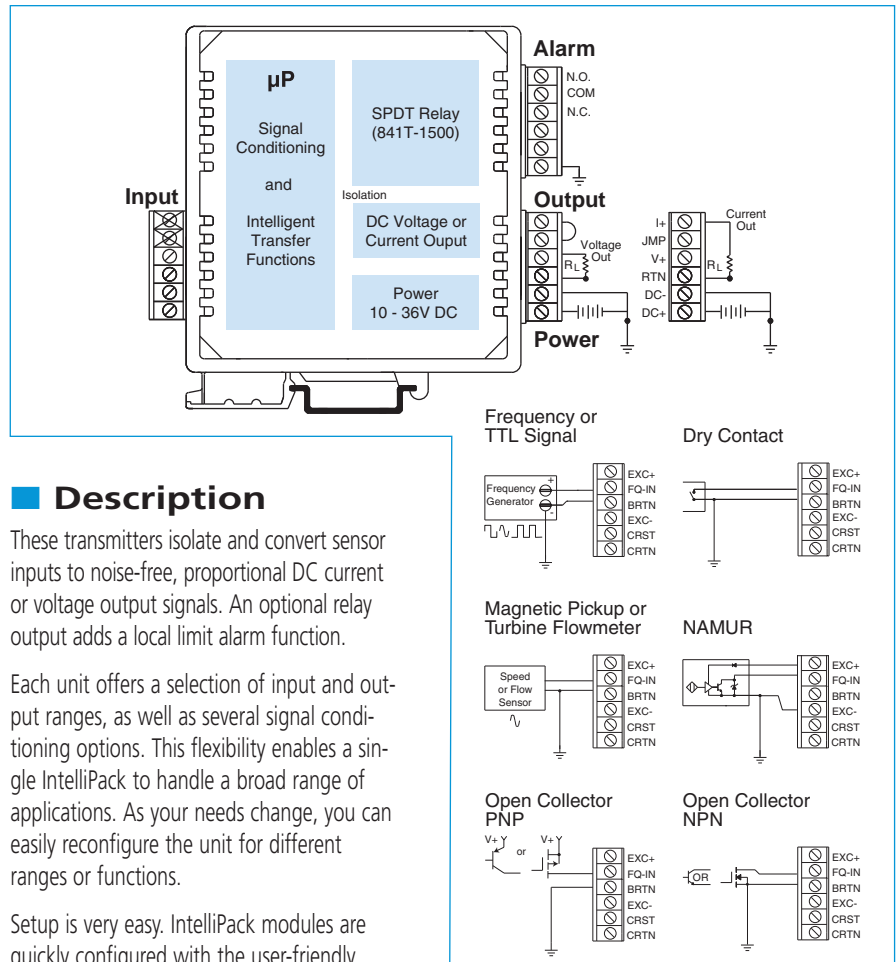 Alarm
N.O.
COM
N.C.
µP
Signal
Conditioning
and
Intelligent
Transfer
Functions
SPDT Relay
(841T-1500)
Isolation
DC Voltage or
Current Ouput
Power
10 - 36V DC
Input
Output
Voltage
Out
RL
Power
I+
JMP
V+
RTN
DC-
DC+
Current
Out
RL
Description
These transmitters isolate and convert sensor
inputs to noise-free, proportional DC current
or voltage output signals. An optional relay
output adds a local limit alarm function.
Each unit offers a selection of input and out-
put ranges, as well as several signal condi-
tioning options. This flexibility enables a sin-
gle IntelliPack to handle a broad range of
applications. As your needs change, you can
easily reconfigure the unit for different
ranges or functions.
Setup is very easy. IntelliPack modules are
quickly configured with the user-friendly
Frequency or
TTL Signal
Frequency
Generator
+
-
EXC+
FQ-IN
BRTN
EXC-
CRST
CRTN
Dry Contact
EXC+
FQ-IN
BRTN
EXC-
CRST
CRTN
Magnetic Pickup or
Turbine Flowmeter
Speed
or Flow
Sensor
EXC+
FQ-IN
BRTN
EXC-
CRST
CRTN
NAMUR
EXC+
FQ-IN
BRTN
EXC-
CRST
CRTN
Open Collector
PNP
V+
or
V+
EXC+
FQ-IN
BRTN
EXC-
CRST
CRTN
Open Collector
NPN
OR
EXC+
FQ-IN
BRTN
EXC-
CRST
CRTN